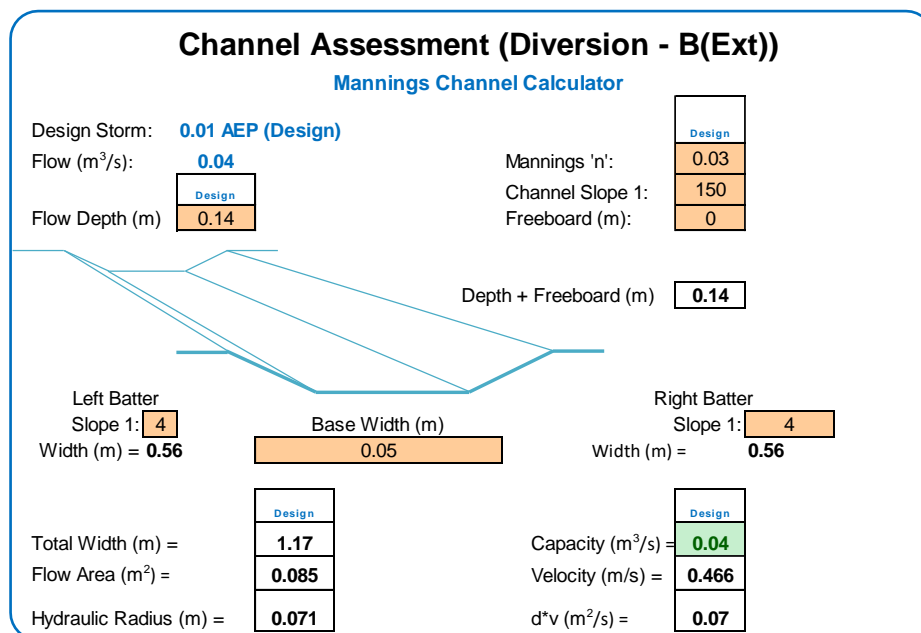 Channel Assessment (Diversion - B(Ext))
Mannings Channel Calculator
Design Storm: 0.01 AEP (Design)
Flow (m³/s): 0.04
Design
Flow Depth (m) 0.14
Design
Mannings 'n': 0.03
Channel Slope 1: 150
Freeboard (m): 0
Depth + Freeboard (m) 0.14
Left Batter
Slope 1: 4
Width (m) = 0.56
Base Width (m)
0.05
Right Batter
Slope 1: 4
Width (m) = 0.56
Design
Total Width (m) = 1.17
Flow Area (m²) = 0.085
Hydraulic Radius (m) = 0.071
Design
Capacity (m³/s) = 0.04
Velocity (m/s) = 0.466
d*v (m²/s) = 0.07